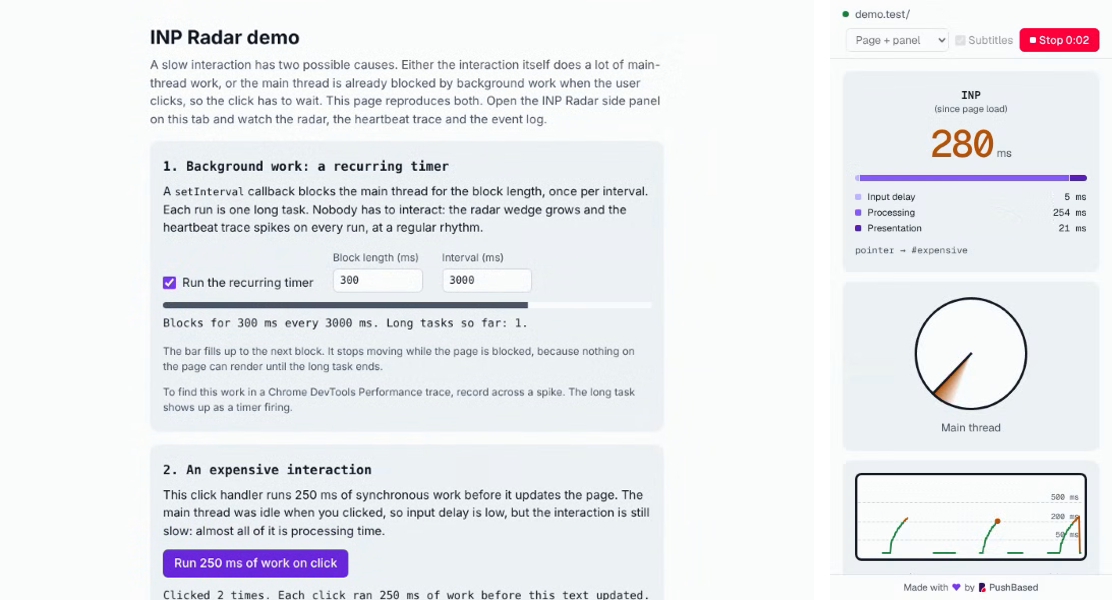 INP Radar demo
A slow interaction has two possible causes. Either the interaction itself does a lot of main-
thread work, or the main thread is already blocked by background work when the user
clicks, so the click has to wait. This page reproduces both. Open the INP Radar side panel
on this tab and watch the radar, the heartbeat trace and the event log.
1. Background work: a recurring timer
A setInterval callback blocks the main thread for the block length, once per interval.
Each run is one long task. Nobody has to interact: the radar wedge grows and the
heartbeat trace spikes on every run, at a regular rhythm.
Block length (ms)
Interval (ms)
Run the recurring timer
300
3000
Blocks for 300 ms every 3000 ms. Long tasks so far: 1.
The bar fills up to the next block. It stops moving while the page is blocked, because nothing on
the page can render until the long task ends.
To find this work in a Chrome DevTools Performance trace, record across a spike. The long task
shows up as a timer firing.
2. An expensive interaction
This click handler runs 250 ms of synchronous work before it updates the page. The
main thread was idle when you clicked, so input delay is low, but the interaction is still
slow: almost all of it is processing time.
Run 250 ms of work on click
Clicked 2 times. Each click ran 250 ms of work before this text updated.
demo.test/
Page + panel
Subtitles
Stop 0:02
INP
(since page load)
280 ms
Input delay 5 ms
Processing 254 ms
Presentation 21 ms
pointer → #expensive
Main thread
500 ms
200 ms
50 ms
Made with 💜 by PushBased